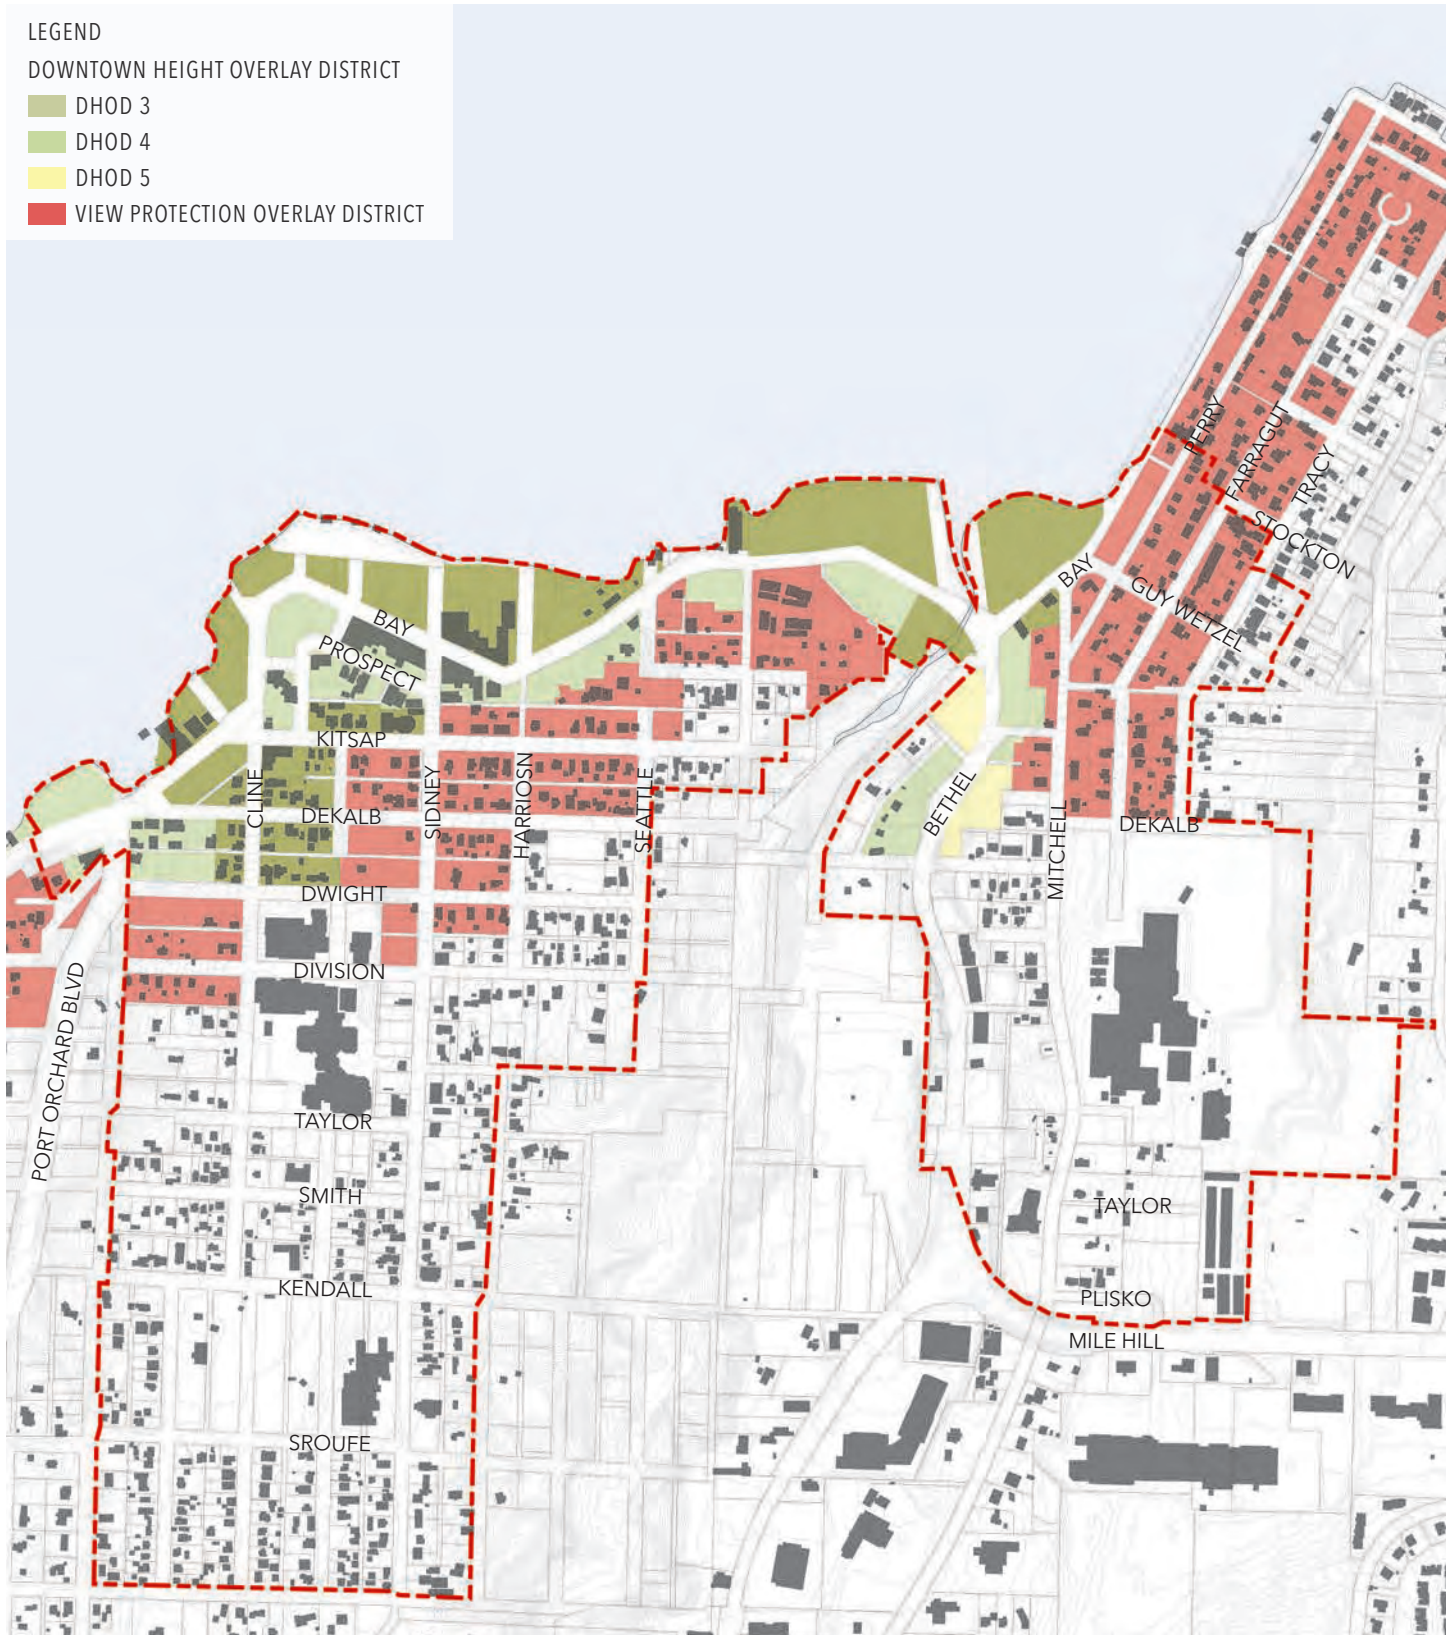 LEGEND
DOWNTOWN HEIGHT OVERLAY DISTRICT
DHOD 3
DHOD 4
DHOD 5
VIEW PROTECTION OVERLAY DISTRICT
PERRY
FARRAGUT
TRACY
STOCKTON
BAY
GUY WETZEL
BAY
PROSPECT
KITSAP
CLINE
SIDNEY
HARRIOSN
SEATTLE
DEKALB
BETHEL
MITCHELL
DEKALB
DWIGHT
DIVISION
PORT ORCHARD BLVD
TAYLOR
SMITH
TAYLOR
KENDALL
PLISKO
MILE HILL
SROUFE